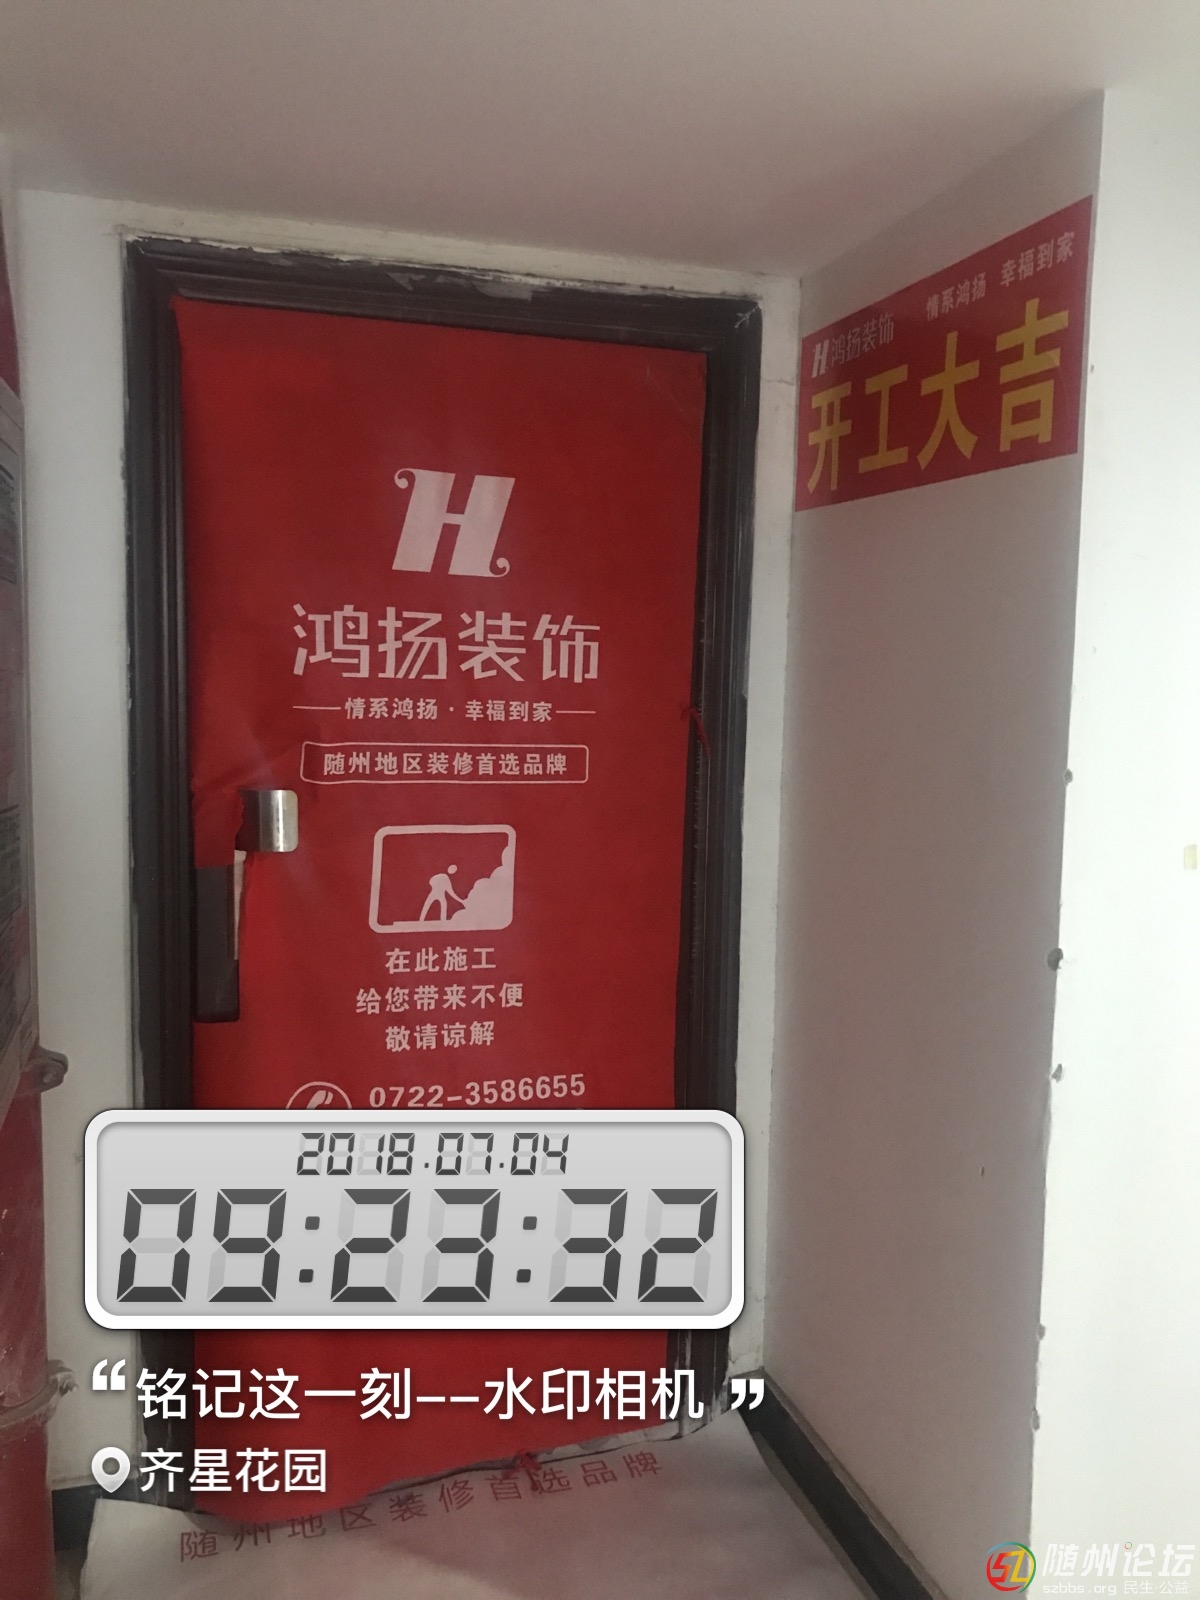 H鸿扬装饰 情系鸿扬 幸福到家
开工大吉
H
鸿扬装饰
情系鸿扬·幸福到家
随州地区装修首选品牌
在此施工
给您带来不便
敬请谅解
0722-3586655
2018.07.04
09:23:32
“铭记这一刻--水印相机”
齐星花园
随州地区装修首选品牌
随州论坛
szbbs.org 民生·公益